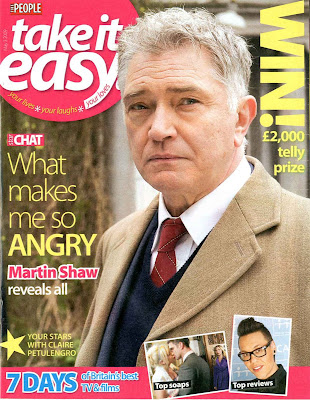 THE PEOPLE
take it
easy
your lives * your laughs * your loves
WIN!
£2,000
telly
prize
star CHAT
What
makes
me so
ANGRY
Martin Shaw
reveals all
YOUR STARS
WITH CLAIRE
PETULENGRO
7 DAYS of Britain's best
TV & films
Top soaps
Top reviews